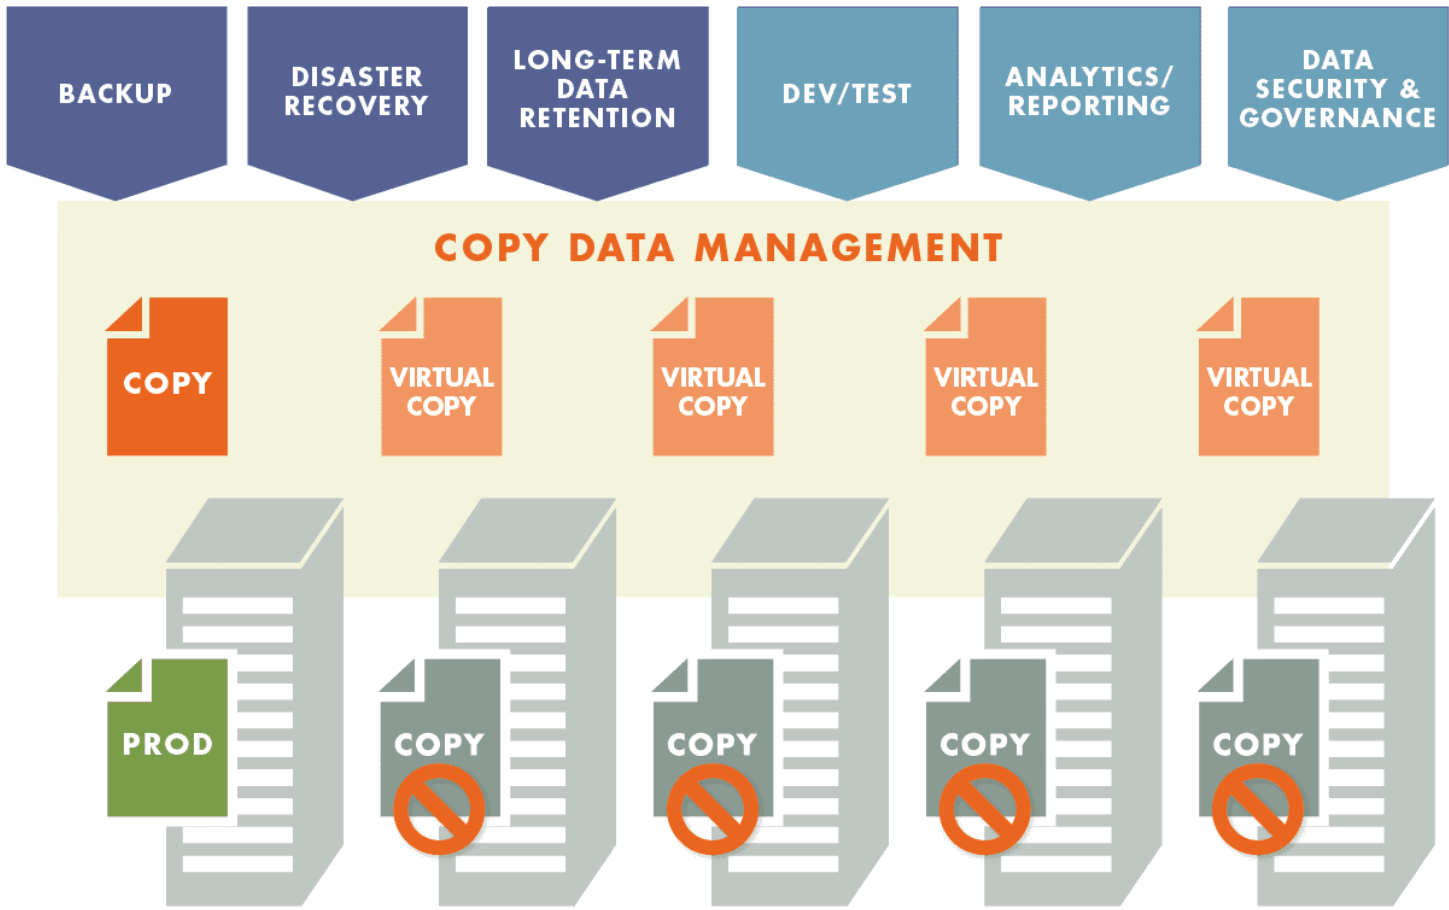 BACKUP
DISASTER
RECOVERY
LONG-TERM
DATA
RETENTION
DEV/TEST
ANALYTICS/
REPORTING
DATA
SECURITY &
GOVERNANCE
COPY DATA MANAGEMENT
COPY
VIRTUAL
COPY
VIRTUAL
COPY
VIRTUAL
COPY
VIRTUAL
COPY
PROD
COPY
COPY
COPY
COPY